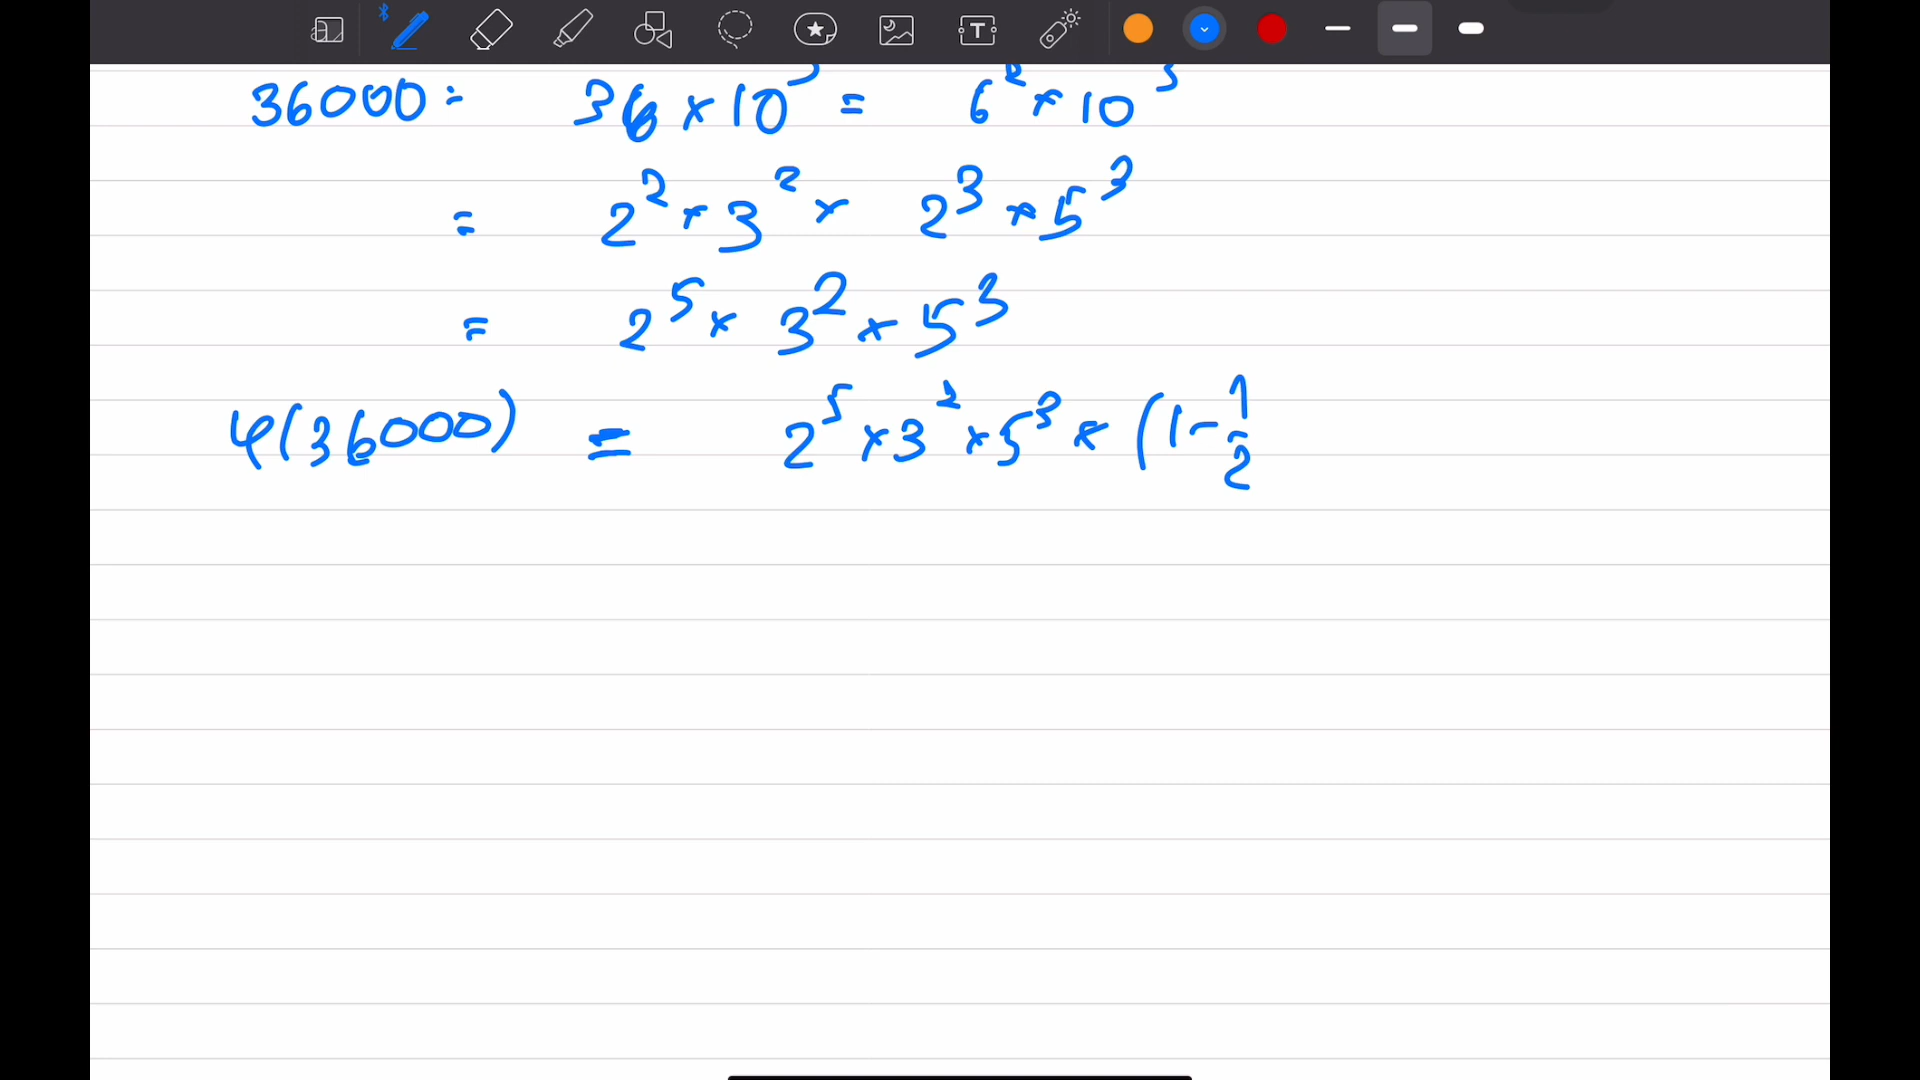 36000 = 36 × 10³ = 6² × 10³
= 2² × 3² × 2³ × 5³
= 2⁵ × 3² × 5³
φ(36000) = 2⁵ × 3² × 5³ × (1 - 1/2